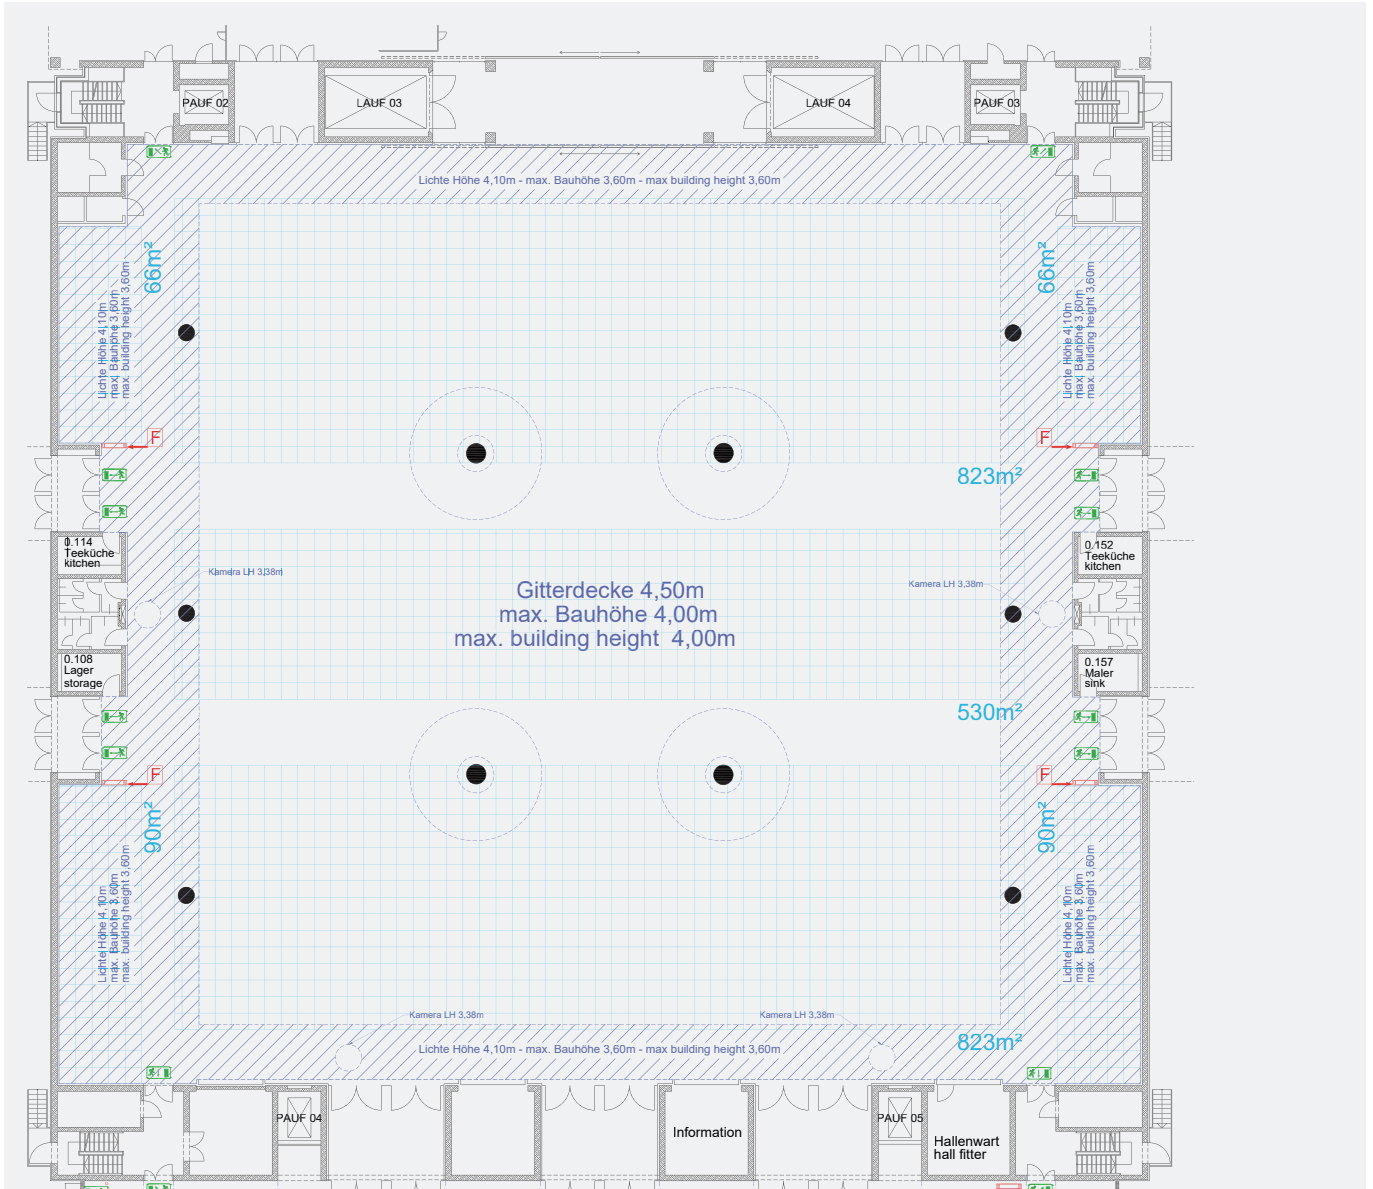 PAUF 02
LAUF 03
LAUF 04
PAUF 03
Lichte Höhe 4,10m - max. Bauhöhe 3,60m - max building height 3,60m
66m²
Lichte Höhe 4,10m
max. Bauhöhe 3,60m
max. building height 3,60m
66m²
Lichte Höhe 4,10m
max. Bauhöhe 3,60m
max. building height 3,60m
F
F
823m²
0.114
Teeküche
kitchen
0.152
Teeküche
kitchen
Kamera LH 3,38m
Kamera LH 3,38m
Gitterdecke 4,50m
max. Bauhöhe 4,00m
max. building height 4,00m
0.108
Lager
storage
0.157
Maler
sink
530m²
F
F
90m²
Lichte Höhe 4,10m
max. Bauhöhe 3,60m
max. building height 3,60m
90m²
Lichte Höhe 4,10m
max. Bauhöhe 3,60m
max. building height 3,60m
Kamera LH 3,38m
Kamera LH 3,38m
823m²
Lichte Höhe 4,10m - max. Bauhöhe 3,60m - max building height 3,60m
PAUF 04
Information
PAUF 05
Hallenwart
hall fitter